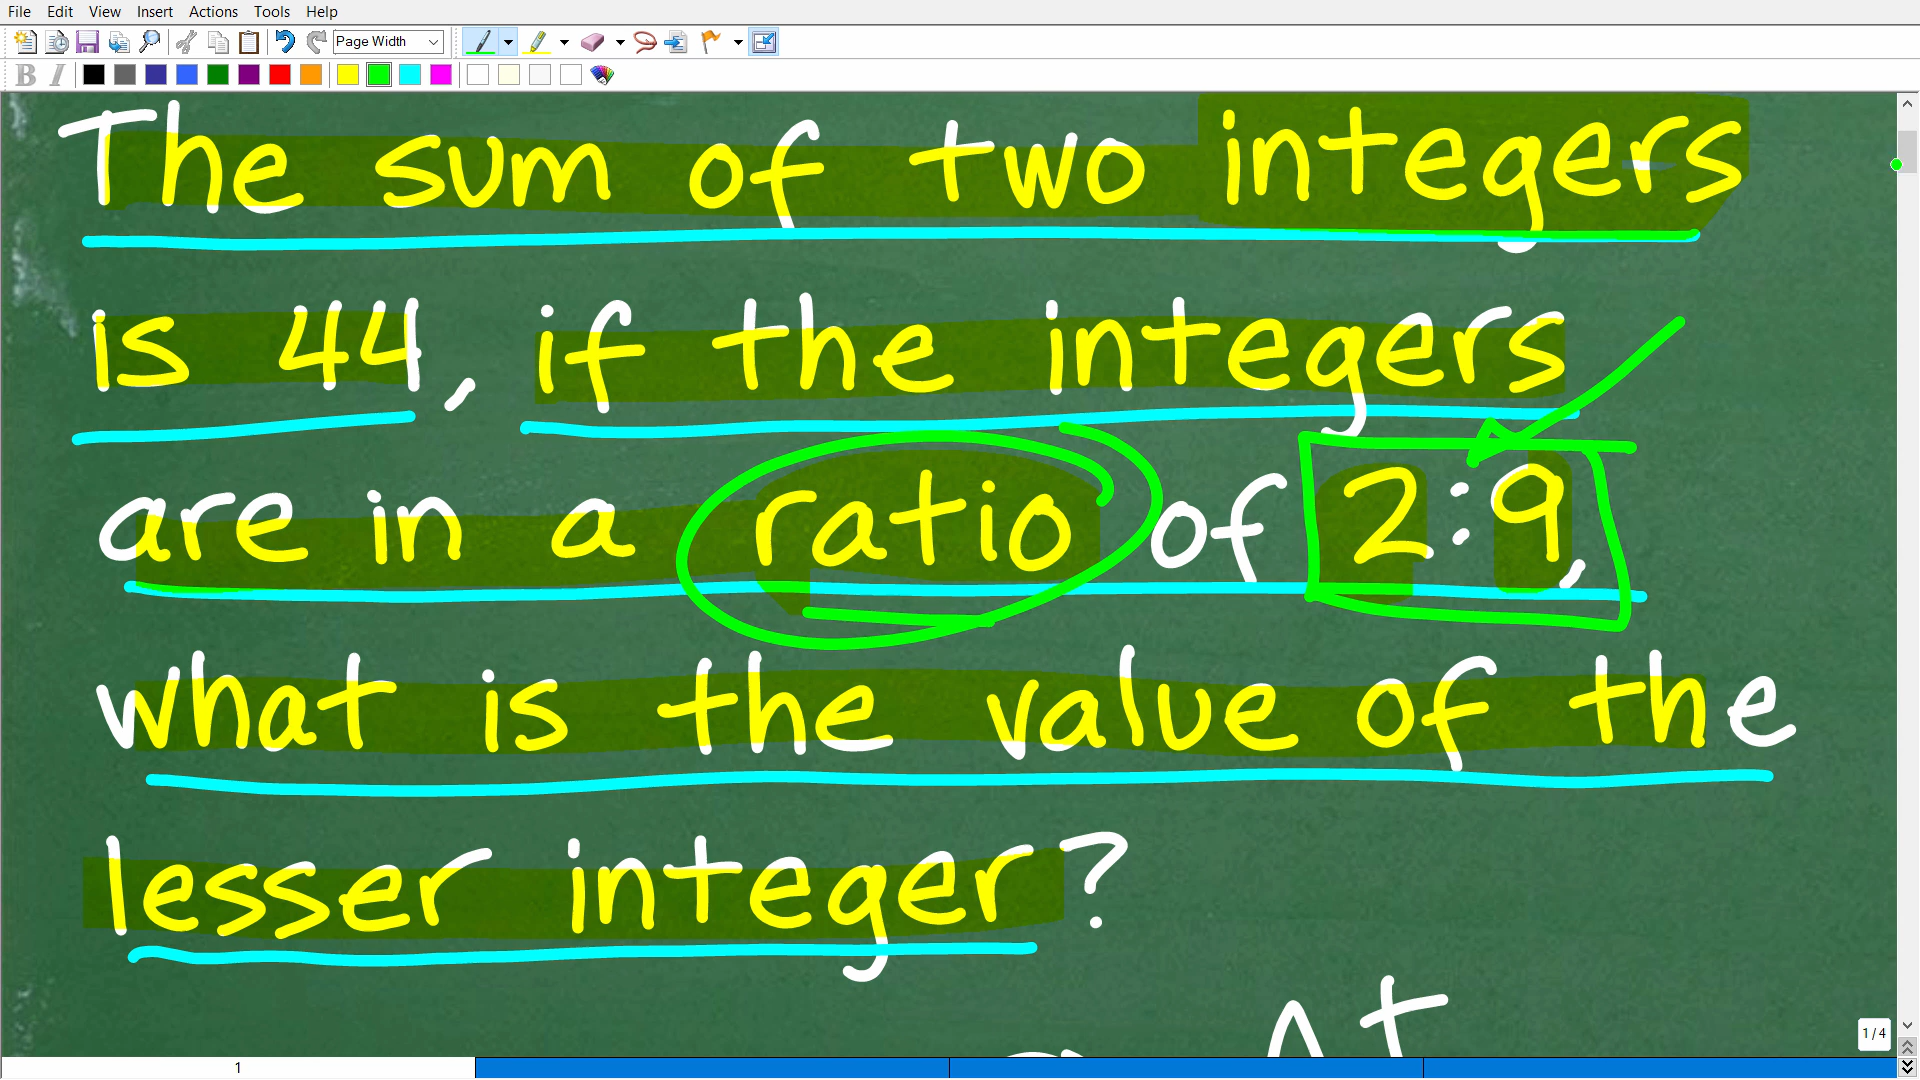 File Edit View Insert Actions Tools Help
Page Width
B I
The sum of two integers
is 44, if the integers
are in a ratio of 2:9,
what is the value of the
lesser integer?
1 / 4
1